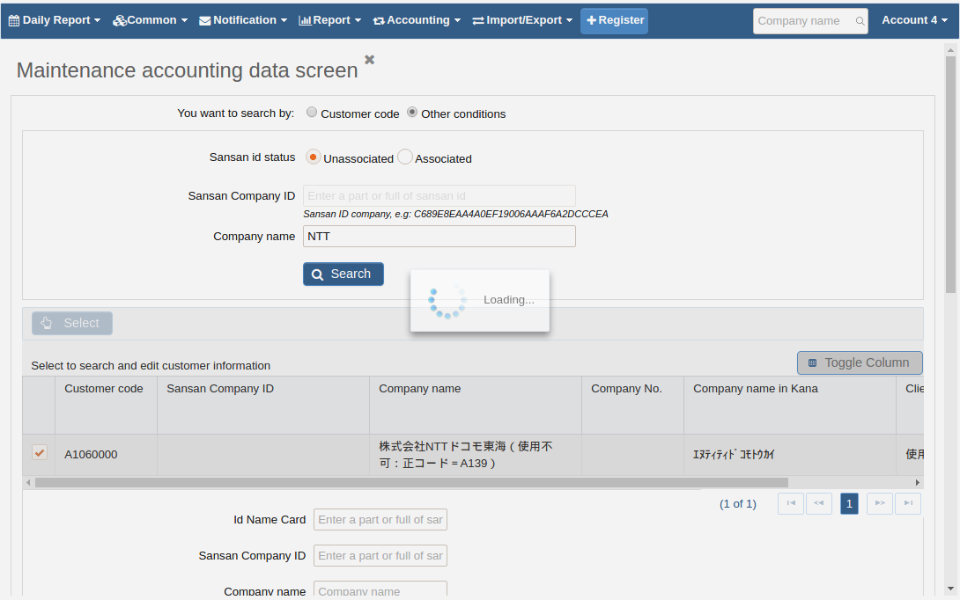 Daily Report Common Notification Report Accounting Import/Export Register Company name Account 4
Maintenance accounting data screen
You want to search by: Customer code Other conditions
Sansan id status Unassociated Associated
Sansan Company ID Enter a part or full of sansan id
Sansan ID company, e.g: C689E8EAA4A0EF19006AAAF6A2DCCCEA
Company name NTT
Search
Loading...
Select
Select to search and edit customer information
Toggle Column
Customer code Sansan Company ID Company name Company No. Company name in Kana Clie
A1060000 株式会社NTTドコモ東海（使用不
可：正コード＝A139） ｴﾇﾃｨﾃｨﾄﾞｺﾓﾄｳｶｲ 使用
(1 of 1) 1
Id Name Card Enter a part or full of sar
Sansan Company ID Enter a part or full of sar
Company name Company name